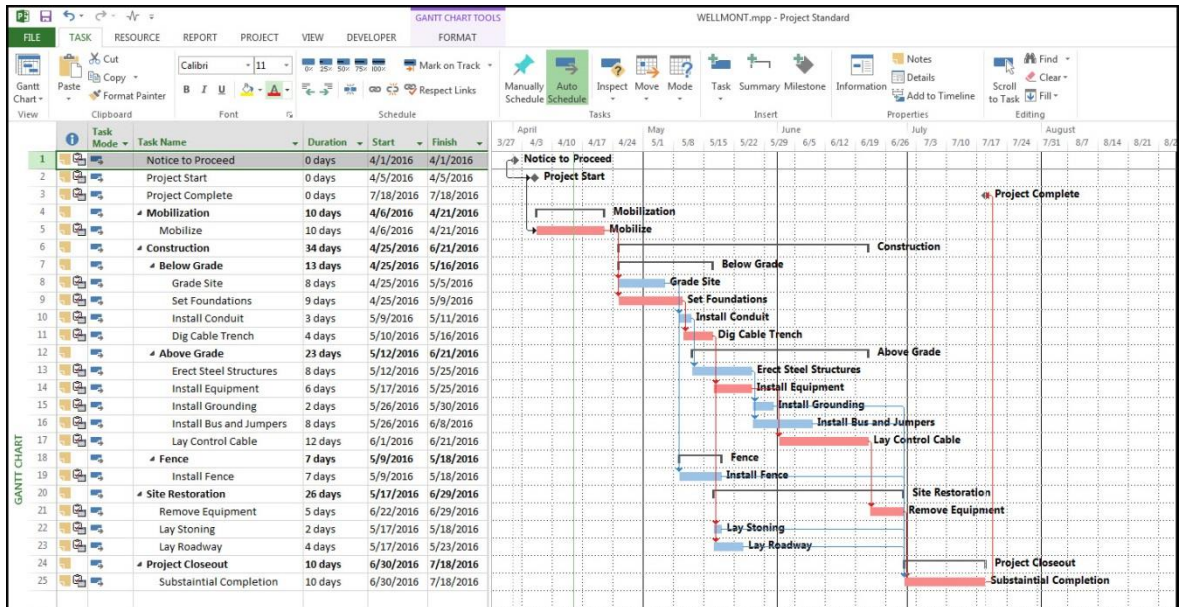 GANTT CHART TOOLS
WELLMONT.mpp - Project Standard
FILE TASK RESOURCE REPORT PROJECT VIEW DEVELOPER FORMAT
Gantt Chart
View
Paste
Cut
Copy
Format Painter
Clipboard
Calibri 11
B I U A
Font
0× 25× 50× 75× 100×
Mark on Track
Respect Links
Schedule
Manually Schedule
Auto Schedule
Inspect Move Mode
Tasks
Task Summary Milestone
Insert
Information
Notes
Details
Add to Timeline
Properties
Scroll to Task
Find
Clear
Fill
Editing
Task Mode Task Name Duration Start Finish
April May June July August
3/27 4/3 4/10 4/17 4/24 5/1 5/8 5/15 5/22 5/29 6/5 6/12 6/19 6/26 7/3 7/10 7/17 7/24 7/31 8/7 8/14 8/21
1 Notice to Proceed 0 days 4/1/2016 4/1/2016 Notice to Proceed
2 Project Start 0 days 4/5/2016 4/5/2016 Project Start
3 Project Complete 0 days 7/18/2016 7/18/2016 Project Complete
4 Mobilization 10 days 4/6/2016 4/21/2016 Mobilization
5 Mobilize 10 days 4/6/2016 4/21/2016 Mobilize
6 Construction 34 days 4/25/2016 6/21/2016 Construction
7 Below Grade 13 days 4/25/2016 5/16/2016 Below Grade
8 Grade Site 8 days 4/25/2016 5/5/2016 Grade Site
9 Set Foundations 9 days 4/25/2016 5/9/2016 Set Foundations
10 Install Conduit 3 days 5/9/2016 5/11/2016 Install Conduit
11 Dig Cable Trench 4 days 5/10/2016 5/16/2016 Dig Cable Trench
12 Above Grade 23 days 5/12/2016 6/21/2016 Above Grade
13 Erect Steel Structures 8 days 5/12/2016 5/25/2016 Erect Steel Structures
14 Install Equipment 6 days 5/17/2016 5/25/2016 Install Equipment
15 Install Grounding 2 days 5/26/2016 5/30/2016 Install Grounding
16 Install Bus and Jumpers 8 days 5/26/2016 6/8/2016 Install Bus and Jumpers
17 Lay Control Cable 12 days 6/1/2016 6/21/2016 Lay Control Cable
18 Fence 7 days 5/9/2016 5/18/2016 Fence
19 Install Fence 7 days 5/9/2016 5/18/2016 Install Fence
20 Site Restoration 26 days 5/17/2016 6/29/2016 Site Restoration
21 Remove Equipment 5 days 6/22/2016 6/29/2016 Remove Equipment
22 Lay Stoning 2 days 5/17/2016 5/18/2016 Lay Stoning
23 Lay Roadway 4 days 5/17/2016 5/23/2016 Lay Roadway
24 Project Closeout 10 days 6/30/2016 7/18/2016 Project Closeout
25 Substaintial Completion 10 days 6/30/2016 7/18/2016 Substaintial Completion
GANTT CHART